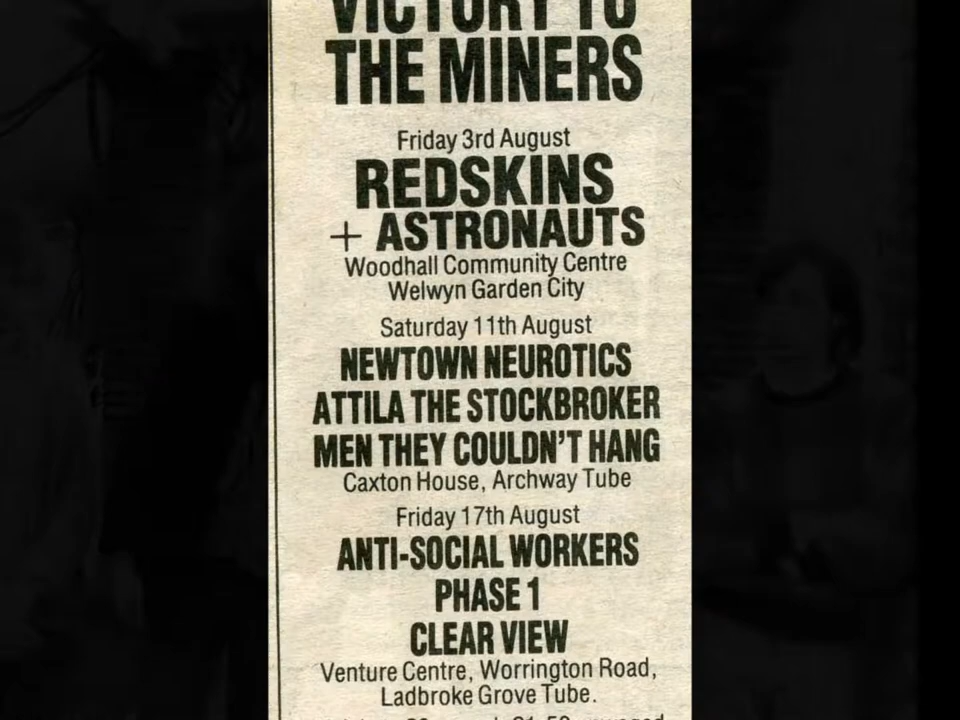 VICTORY TO
THE MINERS
Friday 3rd August
REDSKINS
+ ASTRONAUTS
Woodhall Community Centre
Welwyn Garden City
Saturday 11th August
NEWTOWN NEUROTICS
ATTILA THE STOCKBROKER
MEN THEY COULDN'T HANG
Caxton House, Archway Tube
Friday 17th August
ANTI-SOCIAL WORKERS
PHASE 1
CLEAR VIEW
Venture Centre, Worrington Road,
Ladbroke Grove Tube.